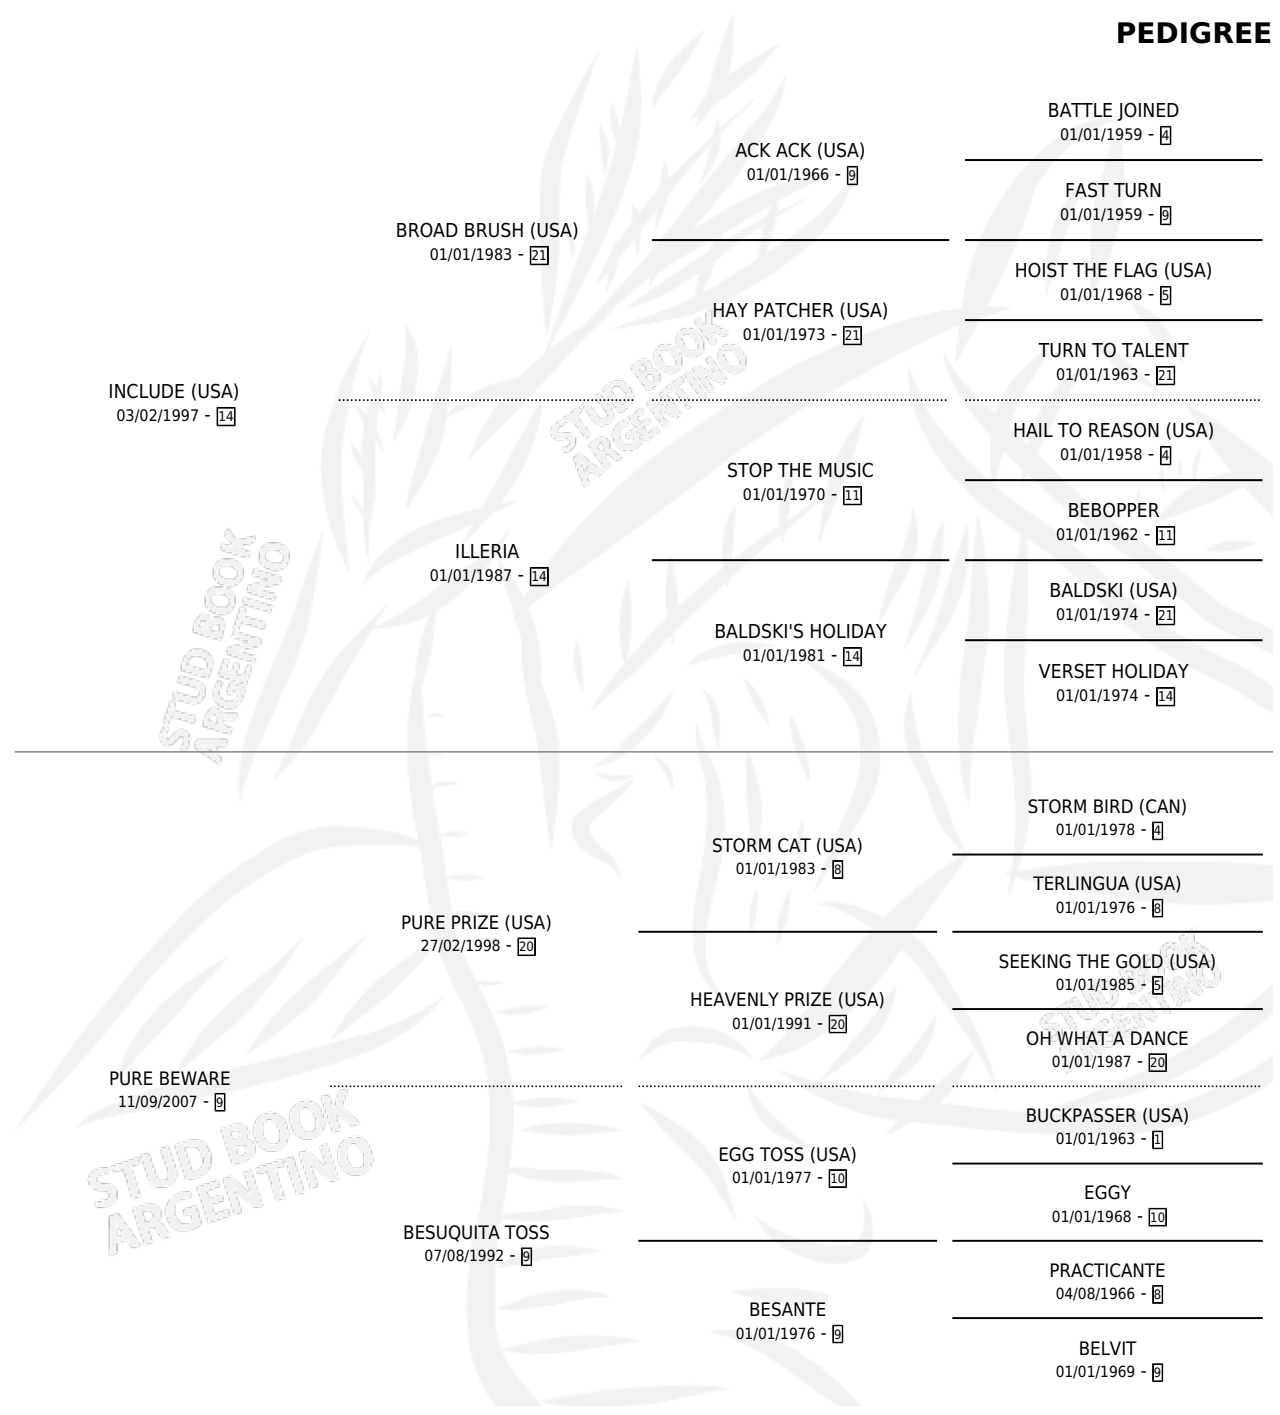 PEDIGREE
BATTLE JOINED
01/01/1959 - 4
ACK ACK (USA)
01/01/1966 - 9
FAST TURN
01/01/1959 - 9
BROAD BRUSH (USA)
01/01/1983 - 21
HOIST THE FLAG (USA)
01/01/1968 - 5
HAY PATCHER (USA)
01/01/1973 - 21
TURN TO TALENT
01/01/1963 - 21
INCLUDE (USA)
03/02/1997 - 14
STUD BOOK
ARGENTINO
HAIL TO REASON (USA)
01/01/1958 - 4
STOP THE MUSIC
01/01/1970 - 11
BEBOPPER
01/01/1962 - 11
ILLERIA
01/01/1987 - 14
BALDSKI (USA)
01/01/1974 - 21
BALDSKI'S HOLIDAY
01/01/1981 - 14
VERSET HOLIDAY
01/01/1974 - 14
STUD BOOK
ARGENTINO
STORM BIRD (CAN)
01/01/1978 - 4
STORM CAT (USA)
01/01/1983 - 8
TERLINGUA (USA)
01/01/1976 - 8
PURE PRIZE (USA)
27/02/1998 - 20
SEEKING THE GOLD (USA)
01/01/1985 - 5
HEAVENLY PRIZE (USA)
01/01/1991 - 20
STUD BOOK
ARGENTINO
OH WHAT A DANCE
01/01/1987 - 20
PURE BEWARE
11/09/2007 - 9
BUCKPASSER (USA)
01/01/1963 - 1
EGG TOSS (USA)
01/01/1977 - 10
STUD BOOK
ARGENTINO
EGGY
01/01/1968 - 10
BESUQUITA TOSS
07/08/1992 - 9
PRACTICANTE
04/08/1966 - 8
BESANTE
01/01/1976 - 9
BELVIT
01/01/1969 - 9